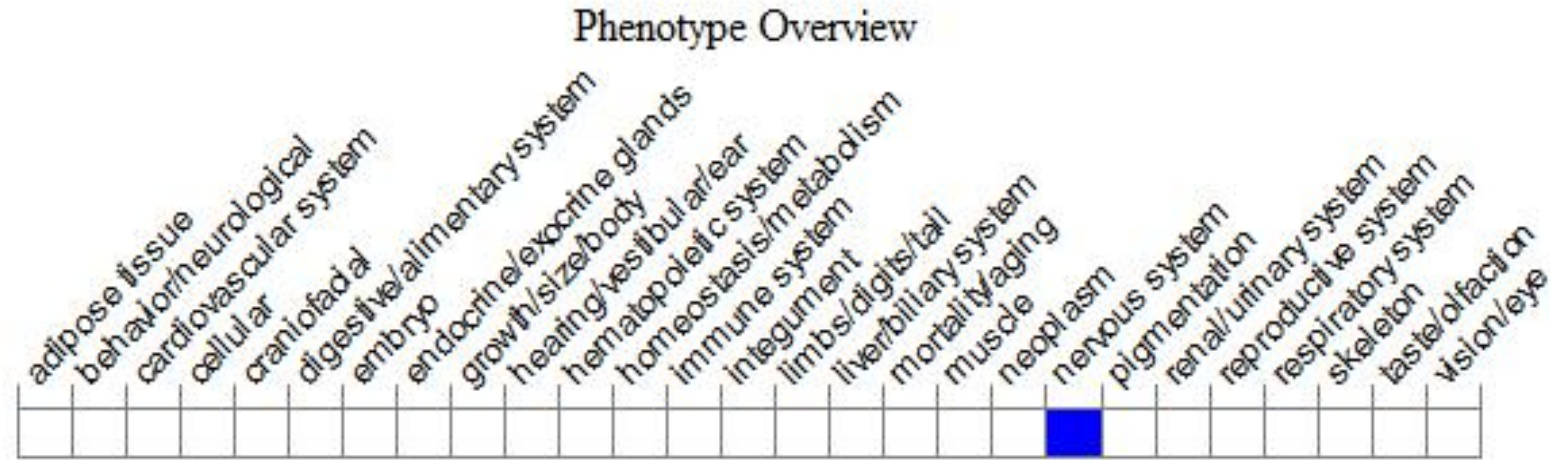 Phenotype Overview
adipose tissue
behavior/neurological
cardiovascular system
cellular
craniofacial
digestive/alimentary system
embryo
endocrine/exocrine glands
growth/size/body
hearing/vestibular/ear
hematopoietic system
homeostasis/metabolism
immune system
integument
limbs/digits/tail
liver/biliary system
mortality/aging
muscle
neoplasm
nervous system
pigmentation
renal/urinary system
reproductive system
respiratory system
skeleton
taste/olfaction
vision/eye